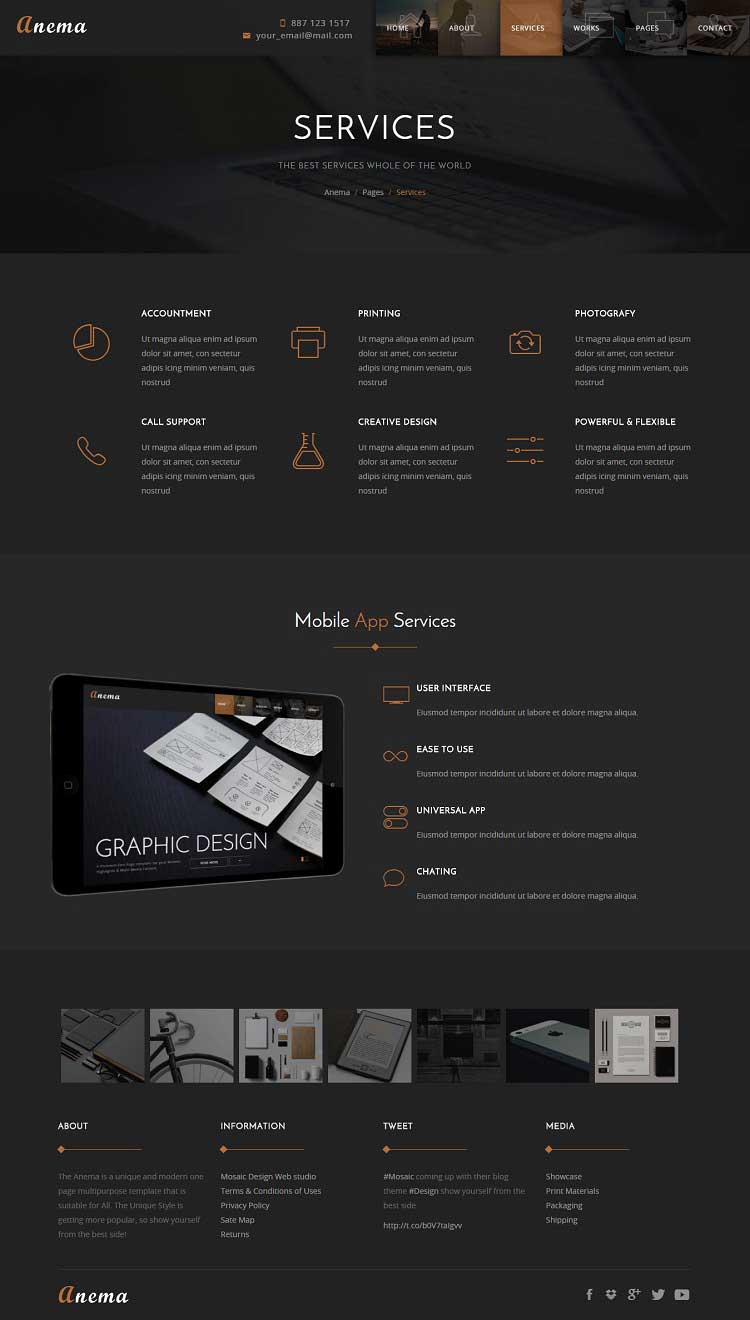 Anema
887 123 1517
your_email@mail.com
HOME
ABOUT
SERVICES
WORKS
PAGES
CONTACT
SERVICES
THE BEST SERVICES WHOLE OF THE WORLD
Anema / Pages / Services
ACCOUNTMENT
Ut magna aliqua enim ad ipsum
dolor sit amet, con sectetur
adipis icing minim veniam, quis
nostrud
PRINTING
Ut magna aliqua enim ad ipsum
dolor sit amet, con sectetur
adipis icing minim veniam, quis
nostrud
PHOTOGRAFY
Ut magna aliqua enim ad ipsum
dolor sit amet, con sectetur
adipis icing minim veniam, quis
nostrud
CALL SUPPORT
Ut magna aliqua enim ad ipsum
dolor sit amet, con sectetur
adipis icing minim veniam, quis
nostrud
CREATIVE DESIGN
Ut magna aliqua enim ad ipsum
dolor sit amet, con sectetur
adipis icing minim veniam, quis
nostrud
POWERFUL & FLEXIBLE
Ut magna aliqua enim ad ipsum
dolor sit amet, con sectetur
adipis icing minim veniam, quis
nostrud
Mobile App Services
Anema
GRAPHIC DESIGN
READ MORE
USER INTERFACE
Eiusmod tempor incididunt ut labore et dolore magna aliqua.
EASE TO USE
Eiusmod tempor incididunt ut labore et dolore magna aliqua.
UNIVERSAL APP
Eiusmod tempor incididunt ut labore et dolore magna aliqua.
CHATING
Eiusmod tempor incididunt ut labore et dolore magna aliqua.
ABOUT
The Anema is a unique and modern one
page multipurpose template that is
suitable for All. The Unique Style is
getting more popular, so show yourself
from the best side!
INFORMATION
Mosaic Design Web studio
Terms & Conditions of Uses
Privacy Policy
Sate Map
Returns
TWEET
#Mosaic coming up with their blog
theme #Design show yourself from the
best side
http://t.co/b0V7taIgvv
MEDIA
Showcase
Print Materials
Packaging
Shipping
Anema